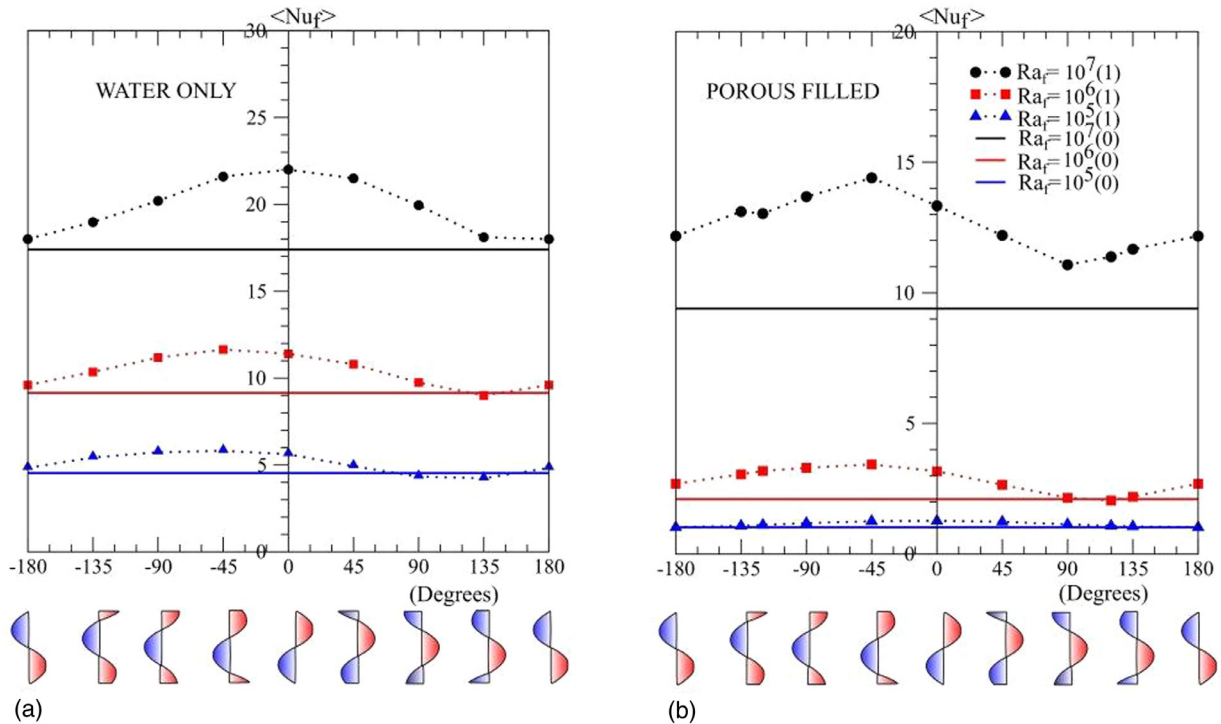 <Nuf>
30
WATER ONLY
20
15
10
5
0
-180 -135 -90 -45 0 45 90 135 180
(Degrees)
(a)
<Nuf>
20
POROUS FILLED
Raf= 10^7(1)
Raf= 10^6(1)
Raf= 10^5(1)
Raf= 10^7(0)
Raf= 10^6(0)
Raf= 10^5(0)
15
10
5
0
-180 -135 -90 -45 0 45 90 135 180
(Degrees)
(b)